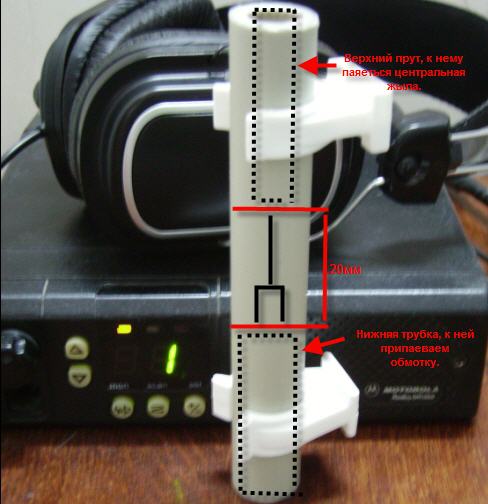 Верхний прут, к нему
паяеться центральная
жыла.
20мм
Нижняя трубка, к ней
припаеваем
обмотку.
1
MOTOROLA